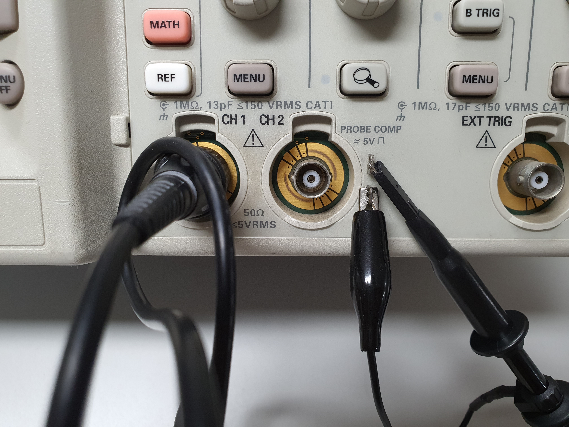 MATH
B TRIG
NU
FF
REF
MENU
MENU
1MΩ, 13pF ≤150 VRMS CAT I
1MΩ, 17pF ≤150 VRMS CAT I
CH 1
CH 2
PROBE COMP
≈ 5V
EXT TRIG
50Ω
5VRMS